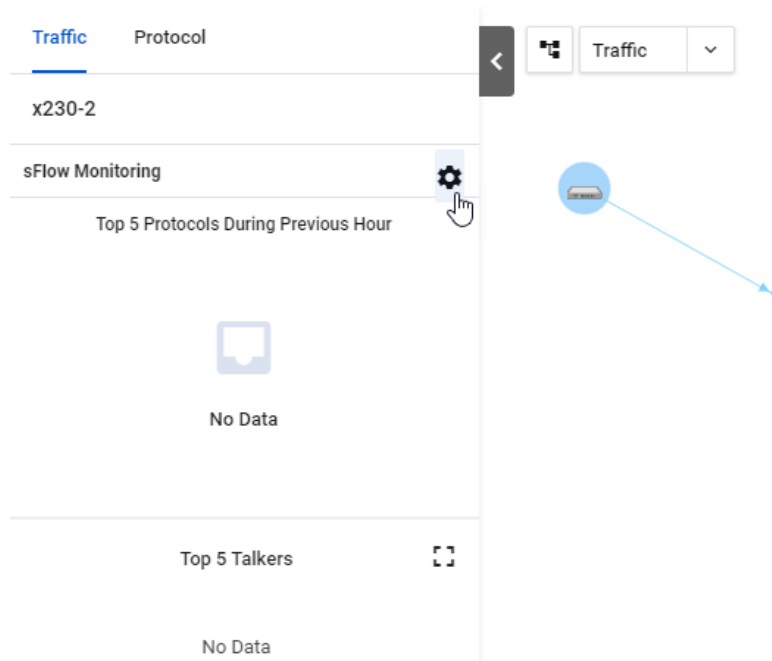 Traffic Protocol
Traffic
x230-2
sFlow Monitoring
Top 5 Protocols During Previous Hour
No Data
Top 5 Talkers
No Data